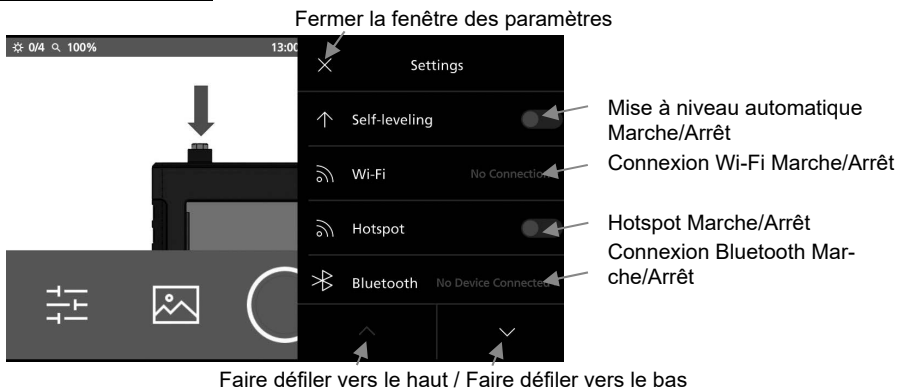 Fermer la fenêtre des paramètres
0/4 100%
13:00
Settings
Self-leveling
Mise à niveau automatique
Marche/Arrêt
Wi-Fi
No Connection
Connexion Wi-Fi Marche/Arrêt
Hotspot
Hotspot Marche/Arrêt
Bluetooth
No Device Connected
Connexion Bluetooth Mar-
che/Arrêt
Faire défiler vers le haut / Faire défiler vers le bas